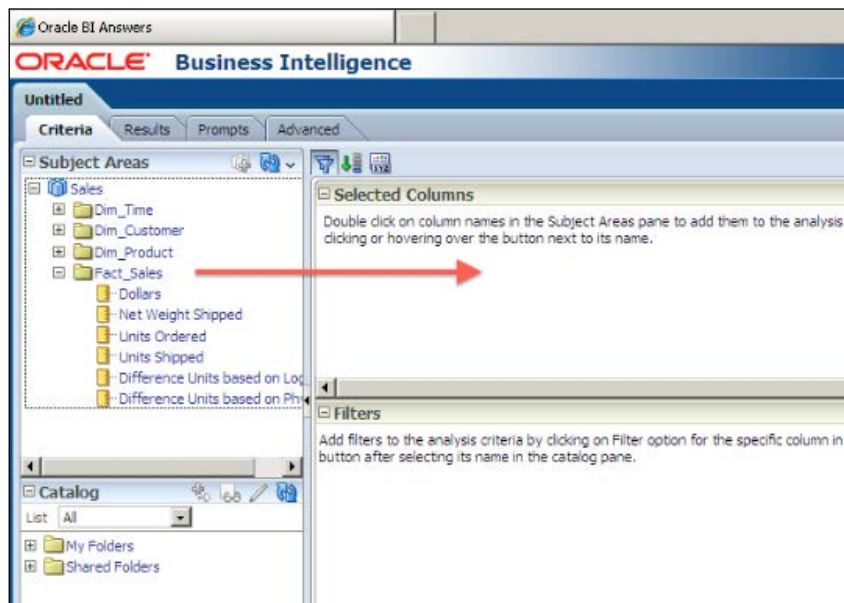 Oracle BI Answers
ORACLE Business Intelligence
Untitled
Criteria Results Prompts Advanced
Subject Areas
Sales
Dim_Time
Dim_Customer
Dim_Product
Fact_Sales
Dollars
Net Weight Shipped
Units Ordered
Units Shipped
Difference Units based on Log
Difference Units based on Ph
Catalog
List All
My Folders
Shared Folders
Selected Columns
Double click on column names in the Subject Areas pane to add them to the analysis
clicking or hovering over the button next to its name.
Filters
Add filters to the analysis criteria by clicking on Filter option for the specific column in
button after selecting its name in the catalog pane.